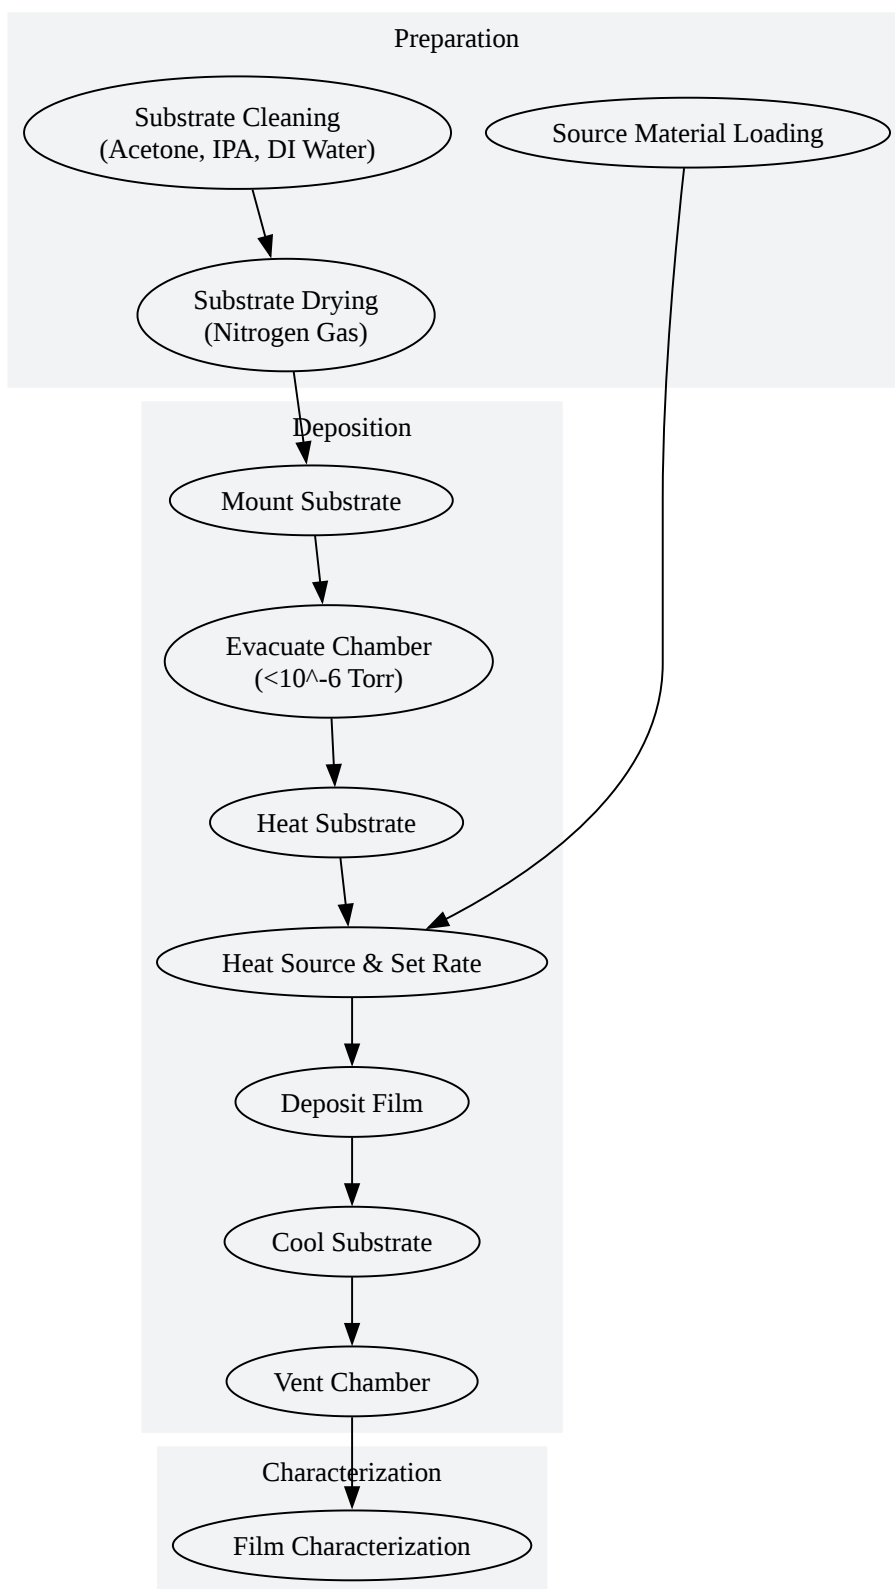 Preparation
Substrate Cleaning
(Acetone, IPA, DI Water)
Source Material Loading
Substrate Drying
(Nitrogen Gas)
Deposition
Mount Substrate
Evacuate Chamber
(<10^-6 Torr)
Heat Substrate
Heat Source & Set Rate
Deposit Film
Cool Substrate
Vent Chamber
Characterization
Film Characterization